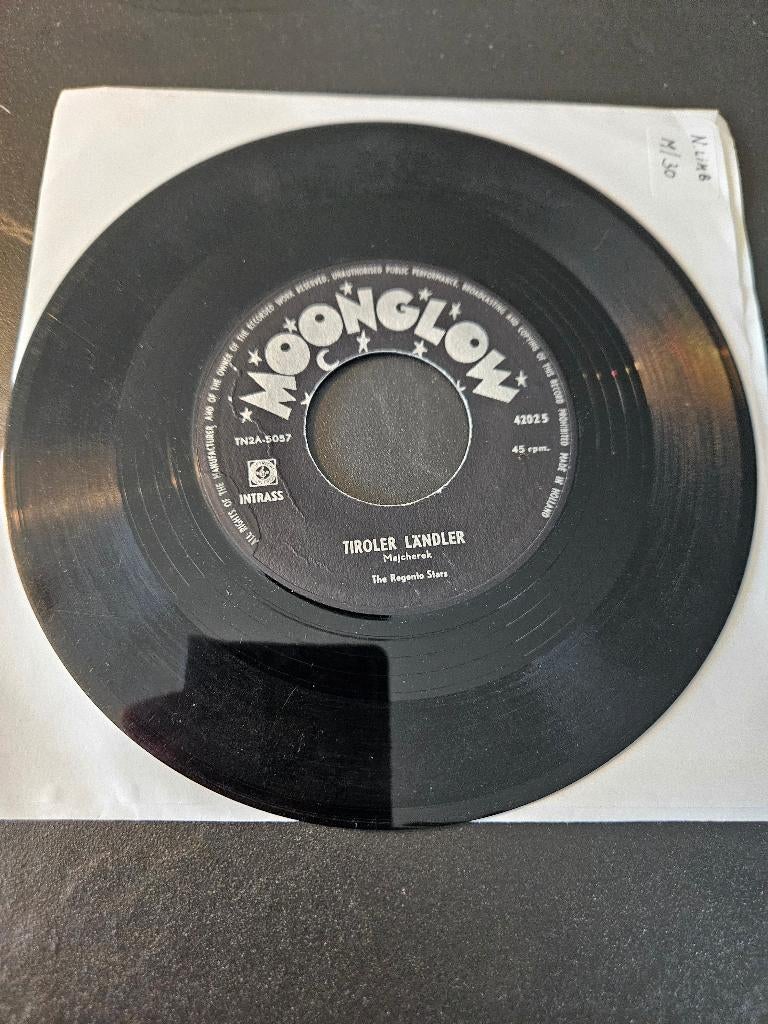 N. LIMB
M/30
ALL RIGHTS OF THE MANUFACTURER AND OF THE OWNER OF THE RECORDED WORK RESERVED. UNAUTHORISED PUBLIC PERFORMANCE, BROADCASTING AND COPYING OF THIS RECORD PROHIBITED MADE IN HOLLAND
MOONGLOW
TN2A-5057
42025
45 rpm.
INTRASS
TIROLER LÄNDLER
Majcherek
The Regento Stars